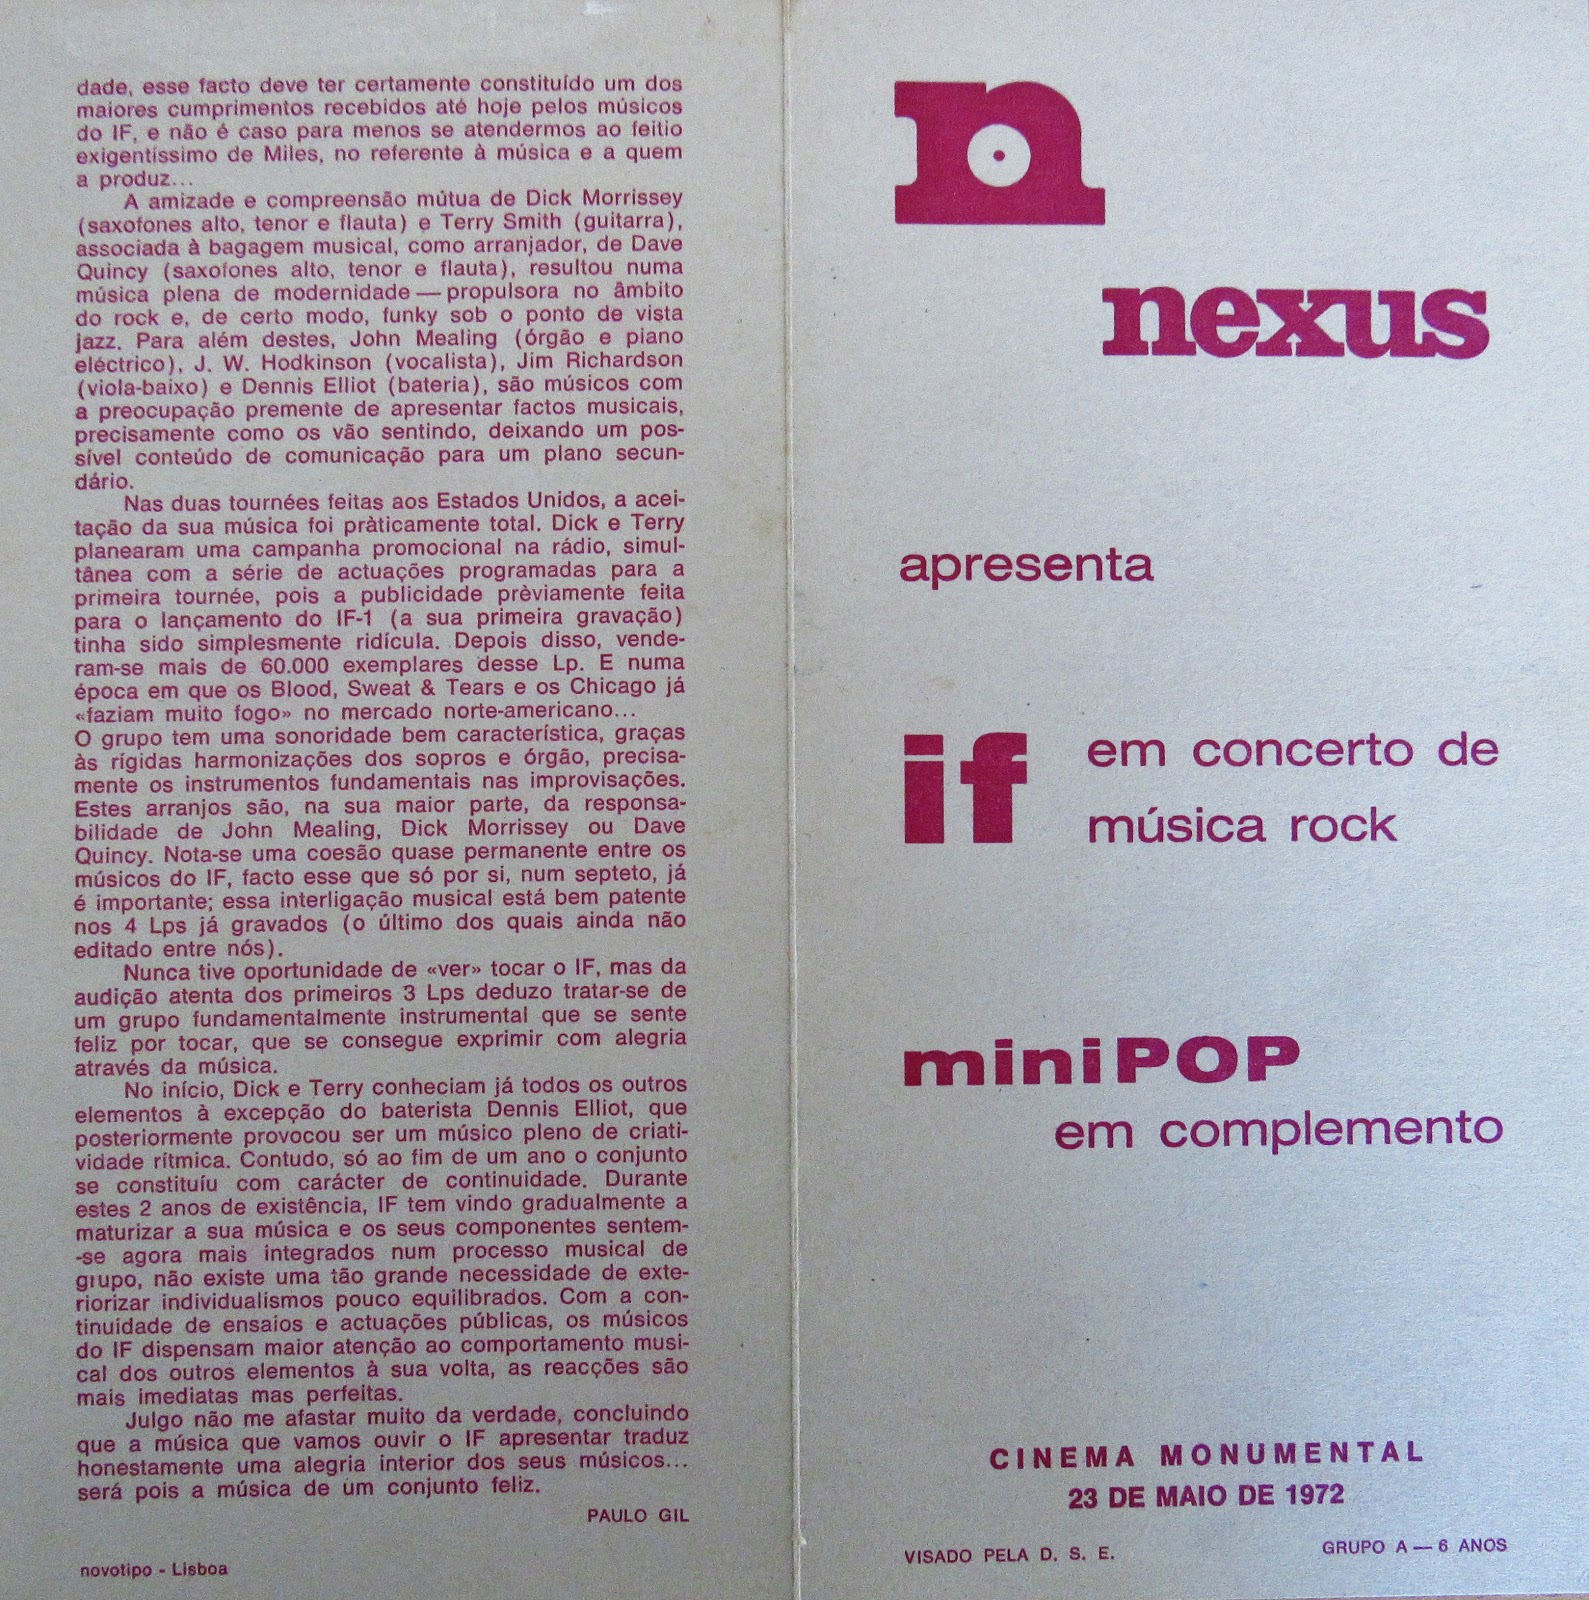 dade, esse facto deve ter certamente constituído um dos
maiores cumprimentos recebidos até hoje pelos músicos
do IF, e não é caso para menos se atendermos ao feitio
exigentíssimo de Miles, no referente à música e a quem
a produz...
A amizade e compreensão mútua de Dick Morrissey
(saxofones alto, tenor e flauta) e Terry Smith (guitarra),
associada à bagagem musical, como arranjador, de Dave
Quincy (saxofones alto, tenor e flauta), resultou numa
música plena de modernidade — propulsora no âmbito
do rock e, de certo modo, funky sob o ponto de vista
jazz. Para além destes, John Mealing (órgão e piano
eléctrico), J. W. Hodkinson (vocalista), Jim Richardson
(viola-baixo) e Dennis Elliot (bateria), são músicos com
a preocupação premente de apresentar factos musicais,
precisamente como os vão sentindo, deixando um pos-
sível conteúdo de comunicação para um plano secun-
dário.
Nas duas tournées feitas aos Estados Unidos, a acei-
tação da sua música foi pràticamente total. Dick e Terry
planearam uma campanha promocional na rádio, simul-
tânea com a série de actuações programadas para a
primeira tournée, pois a publicidade prèviamente feita
para o lançamento do IF-1 (a sua primeira gravação)
tinha sido simplesmente ridícula. Depois disso, vende-
ram-se mais de 60.000 exemplares desse Lp. E numa
época em que os Blood, Sweat & Tears e os Chicago já
«faziam muito fogo» no mercado norte-americano...
O grupo tem uma sonoridade bem característica, graças
às rígidas harmonizações dos sopros e órgão, precisa-
mente os instrumentos fundamentais nas improvisações.
Estes arranjos são, na sua maior parte, da responsa-
bilidade de John Mealing, Dick Morrissey ou Dave
Quincy. Nota-se uma coesão quase permanente entre os
músicos do IF, facto esse que só por si, num septeto, já
é importante; essa interligação musical está bem patente
nos 4 Lps já gravados (o último dos quais ainda não
editado entre nós).
Nunca tive oportunidade de «ver» tocar o IF, mas da
audição atenta dos primeiros 3 Lps deduzo tratar-se de
um grupo fundamentalmente instrumental que se sente
feliz por tocar, que se consegue exprimir com alegria
através da música.
No início, Dick e Terry conheciam já todos os outros
elementos à excepção do baterista Dennis Elliot, que
posteriormente provocou ser um músico pleno de criati-
vidade rítmica. Contudo, só ao fim de um ano o conjunto
se constituíu com carácter de continuidade. Durante
estes 2 anos de existência, IF tem vindo gradualmente a
maturizar a sua música e os seus componentes sentem-
-se agora mais integrados num processo musical de
grupo, não existe uma tão grande necessidade de exte-
riorizar individualismos pouco equilibrados. Com a con-
tinuidade de ensaios e actuações públicas, os músicos
do IF dispensam maior atenção ao comportamento musi-
cal dos outros elementos à sua volta, as reacções são
mais imediatas mas perfeitas.
Julgo não me afastar muito da verdade, concluindo
que a música que vamos ouvir o IF apresentar traduz
honestamente uma alegria interior dos seus músicos...
será pois a música de um conjunto feliz.
PAULO GIL
novotipo - Lisboa
n
nexus
apresenta
if em concerto de
música rock
miniPOP
em complemento
CINEMA MONUMENTAL
23 DE MAIO DE 1972
VISADO PELA D. S. E. GRUPO A — 6 ANOS